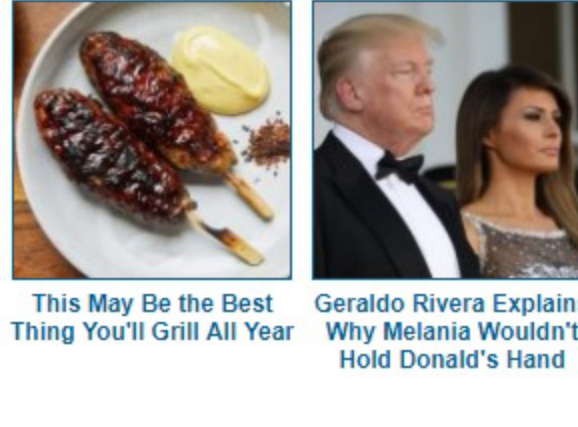 This May Be the Best
Thing You'll Grill All Year
Geraldo Rivera Explain
Why Melania Wouldn't
Hold Donald's Hand